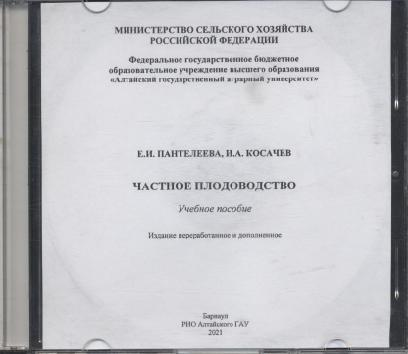 МИНИСТЕРСТВО СЕЛЬСКОГО ХОЗЯЙСТВА
РОССИЙСКОЙ ФЕДЕРАЦИИ
Федеральное государственное бюджетное
образовательное учреждение высшего образования
«Алтайский государственный аграрный университет»
Е.И. ПАНТЕЛЕЕВА, И.А. КОСАЧЕВ
ЧАСТНОЕ ПЛОДОВОДСТВО
Учебное пособие
Издание переработанное и дополненное
Барнаул
РИО Алтайского ГАУ
2021